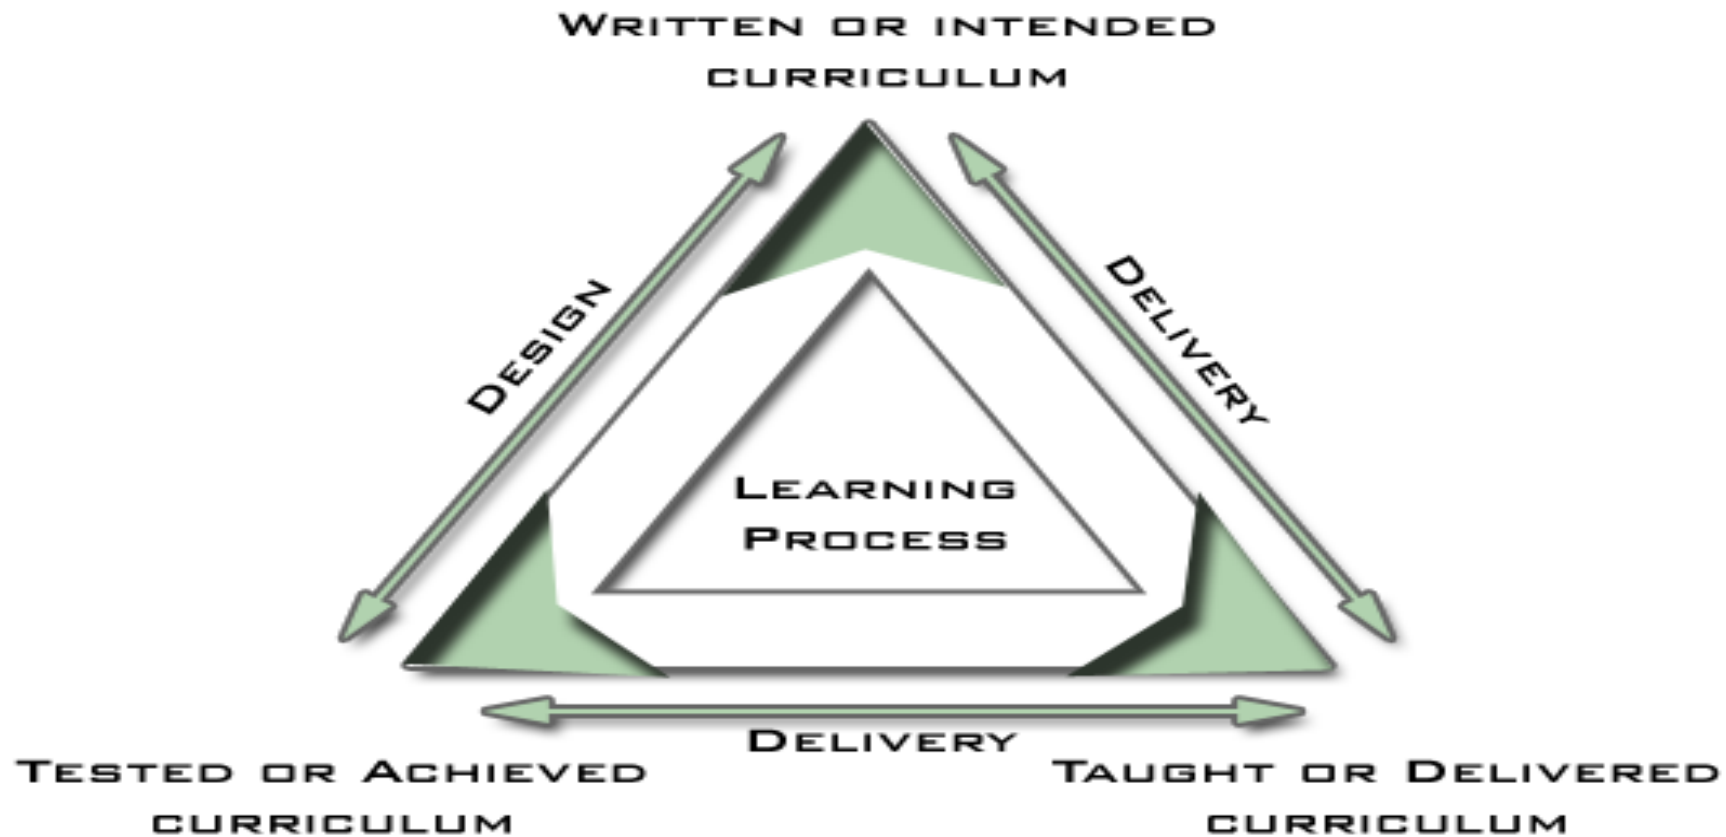 WRITTEN OR INTENDED
CURRICULUM
DESIGN
DELIVERY
LEARNING
PROCESS
DELIVERY
TESTED OR ACHIEVED
CURRICULUM
TAUGHT OR DELIVERED
CURRICULUM